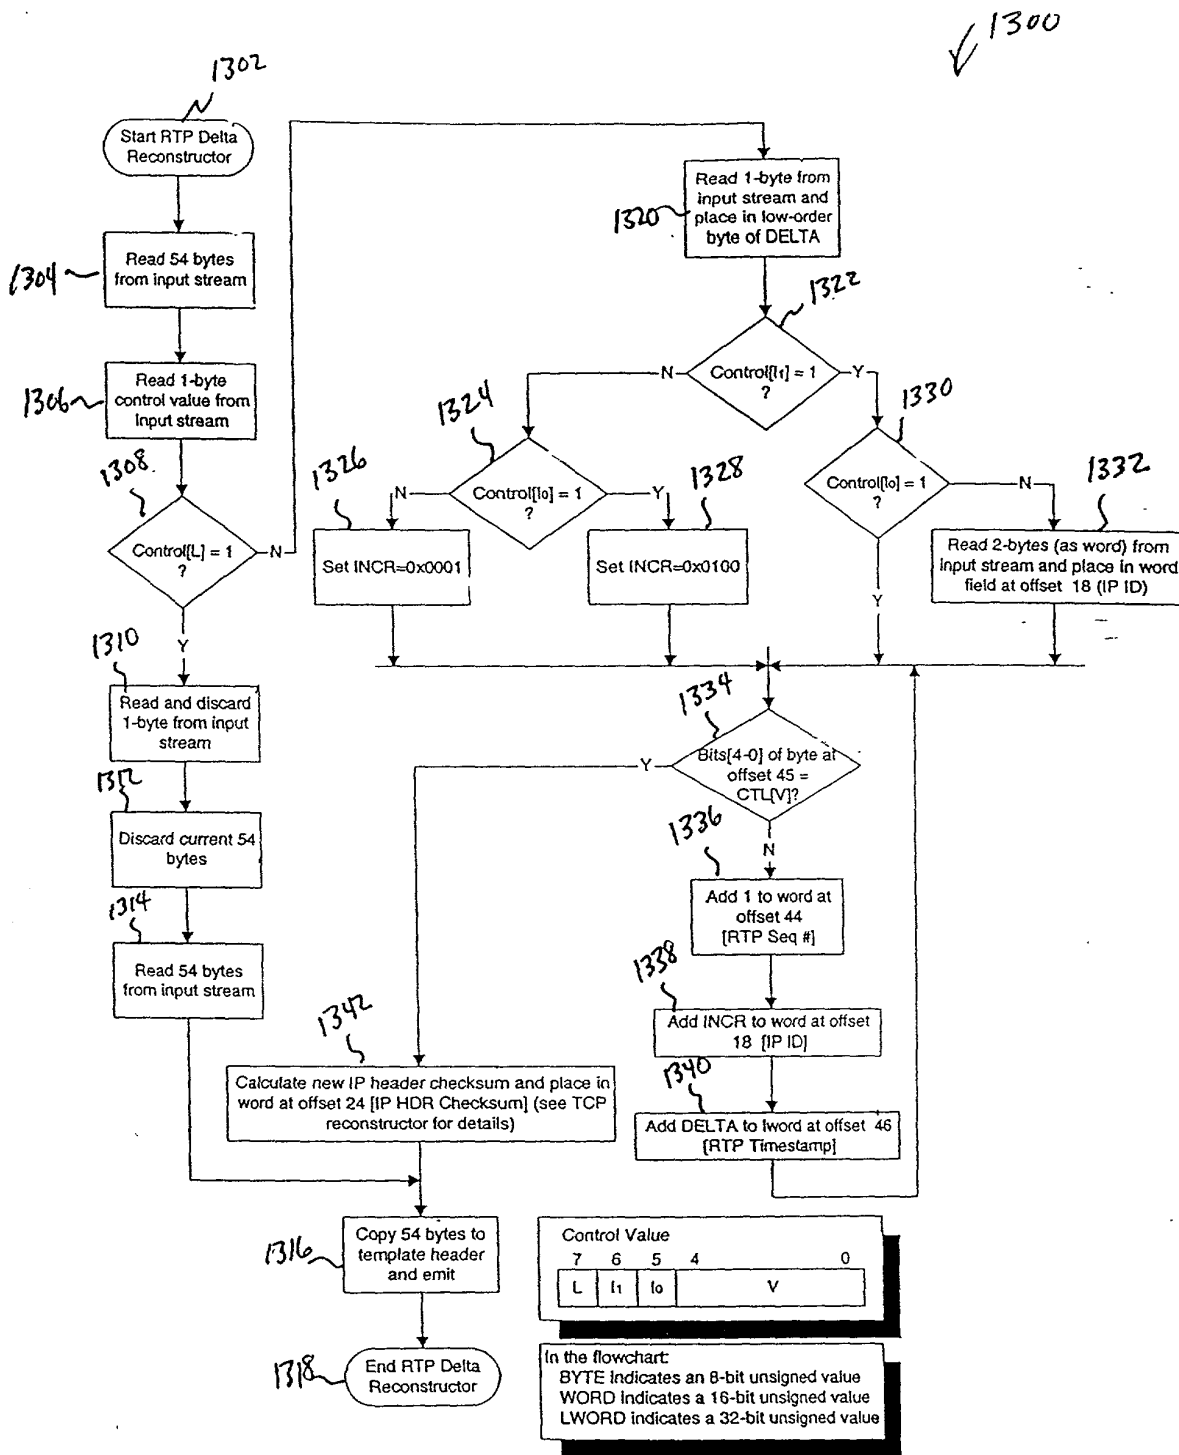 1300
1302
Start RTP Delta
Reconstructor
1304
Read 54 bytes
from input stream
1306
Read 1-byte
control value from
input stream
1308
Control[L] = 1
?
N
Y
1310
Read and discard
1-byte from input
stream
1312
Discard current 54
bytes
1314
Read 54 bytes
from input stream
1320
Read 1-byte from
input stream and
place in low-order
byte of DELTA
1322
Control[I1] = 1
?
N
Y
1324
Control[I0] = 1
?
N
Y
1326
Set INCR=0x0001
1328
Set INCR=0x0100
1330
Control[I0] = 1
?
N
Y
1332
Read 2-bytes (as word) from
input stream and place in word
field at offset 18 (IP ID)
1334
Bits[4-0] of byte at
offset 45 =
CTL[V]?
Y
N
1336
Add 1 to word at
offset 44
[RTP Seq #]
1338
Add INCR to word at offset
18 [IP ID]
1340
Add DELTA to lword at offset 46
[RTP Timestamp]
1342
Calculate new IP header checksum and place in
word at offset 24 [IP HDR Checksum] (see TCP
reconstructor for details)
1316
Copy 54 bytes to
template header
and emit
1318
End RTP Delta
Reconstructor
Control Value
7 6 5 4 0
L I1 I0 V
In the flowchart:
BYTE indicates an 8-bit unsigned value
WORD indicates a 16-bit unsigned value
LWORD indicates a 32-bit unsigned value